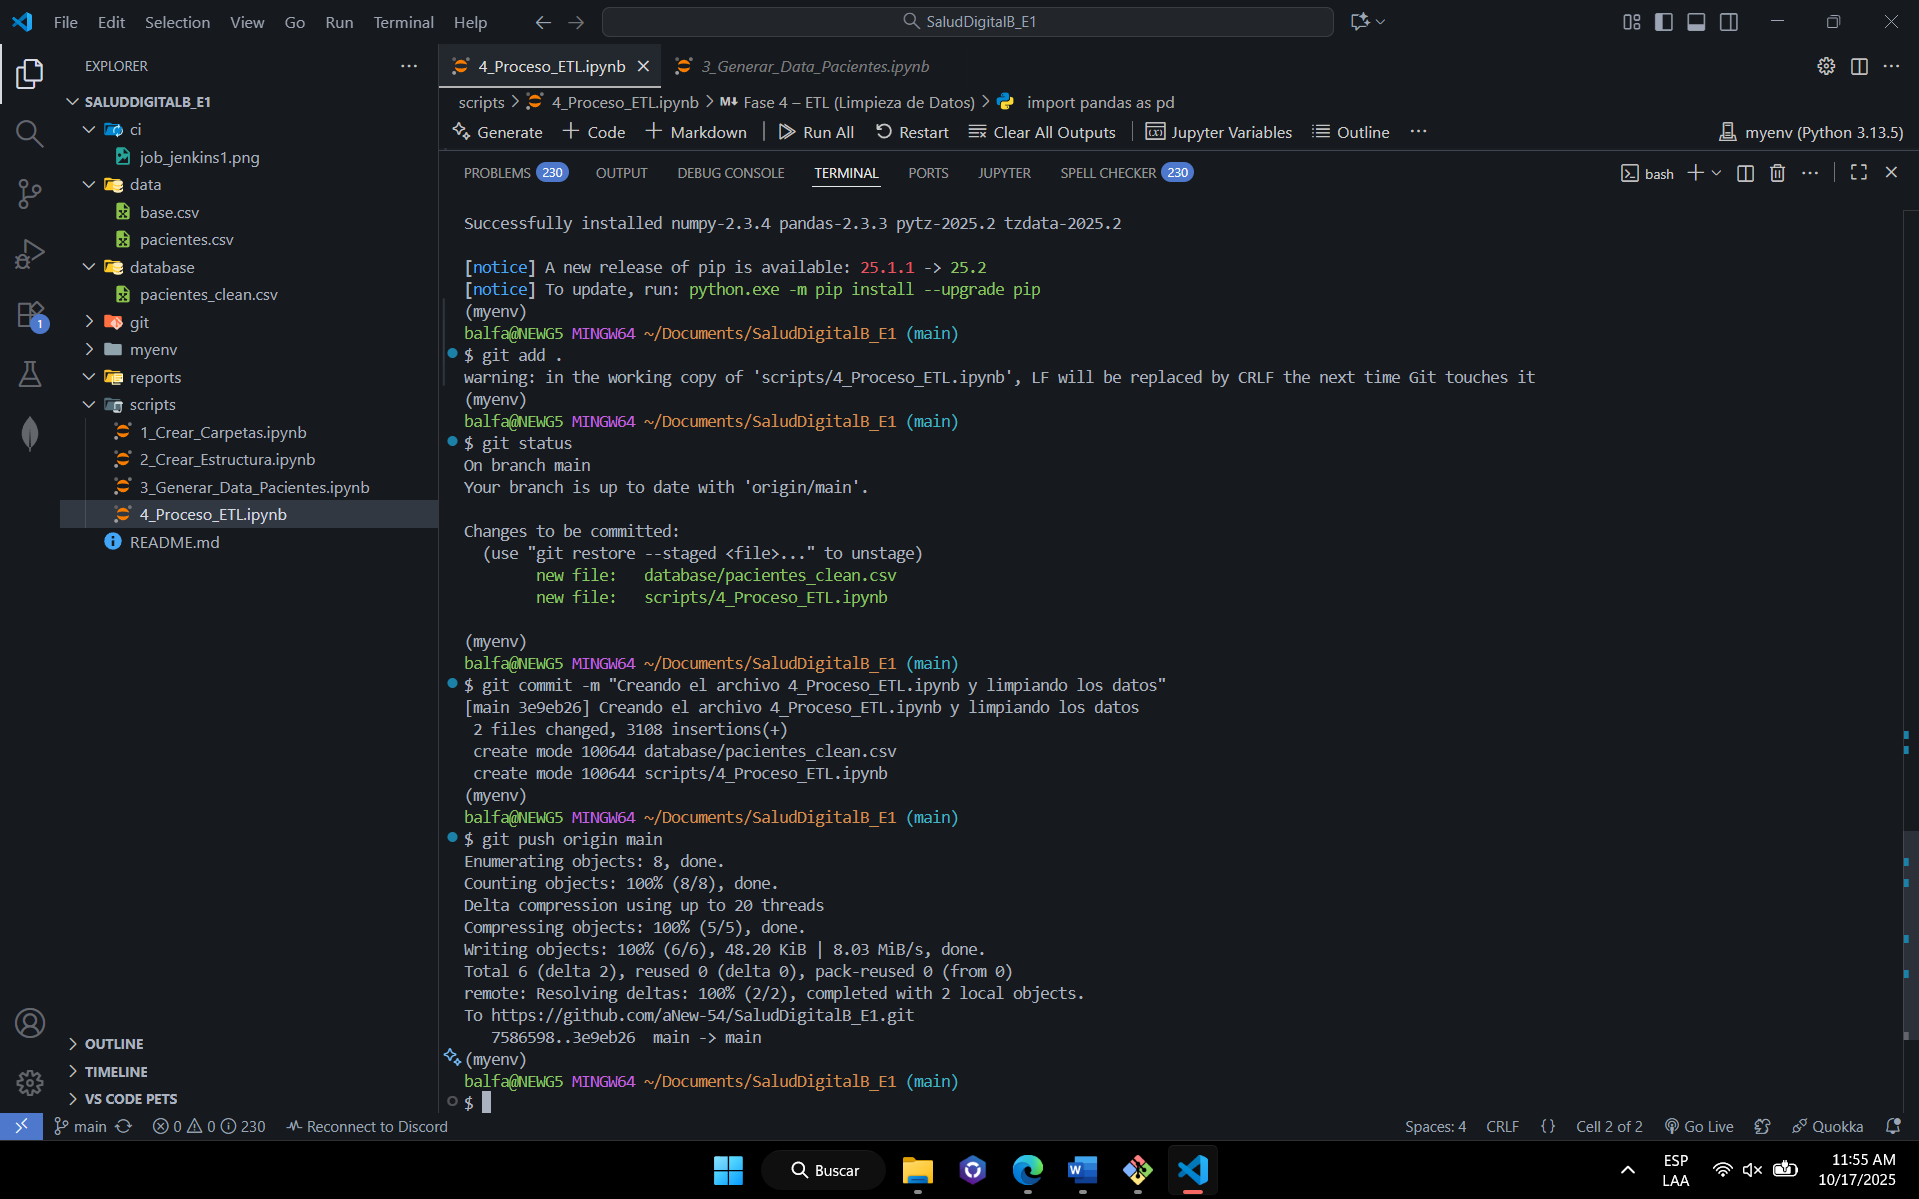 File Edit Selection View Go Run Terminal Help
SaludDigitalB_E1
EXPLORER
SALUDDIGITALB_E1
ci
job_jenkins1.png
data
base.csv
pacientes.csv
database
pacientes_clean.csv
git
myenv
reports
scripts
1_Crear_Carpetas.ipynb
2_Crear_Estructura.ipynb
3_Generar_Data_Pacientes.ipynb
4_Proceso_ETL.ipynb
README.md
OUTLINE
TIMELINE
VS CODE PETS
1
4_Proceso_ETL.ipynb 3_Generar_Data_Pacientes.ipynb
scripts > 4_Proceso_ETL.ipynb > M↓ Fase 4 – ETL (Limpieza de Datos) > import pandas as pd
Generate + Code + Markdown Run All Restart Clear All Outputs Jupyter Variables Outline ... myenv (Python 3.13.5)
PROBLEMS 230 OUTPUT DEBUG CONSOLE TERMINAL PORTS JUPYTER SPELL CHECKER 230 bash
Successfully installed numpy-2.3.4 pandas-2.3.3 pytz-2025.2 tzdata-2025.2
[notice] A new release of pip is available: 25.1.1 -> 25.2
[notice] To update, run: python.exe -m pip install --upgrade pip
(myenv)
balfa@NEWG5 MINGW64 ~/Documents/SaludDigitalB_E1 (main)
$ git add .
warning: in the working copy of 'scripts/4_Proceso_ETL.ipynb', LF will be replaced by CRLF the next time Git touches it
(myenv)
balfa@NEWG5 MINGW64 ~/Documents/SaludDigitalB_E1 (main)
$ git status
On branch main
Your branch is up to date with 'origin/main'.
Changes to be committed:
(use "git restore --staged <file>..." to unstage)
new file:   database/pacientes_clean.csv
new file:   scripts/4_Proceso_ETL.ipynb
(myenv)
balfa@NEWG5 MINGW64 ~/Documents/SaludDigitalB_E1 (main)
$ git commit -m "Creando el archivo 4_Proceso_ETL.ipynb y limpiando los datos"
[main 3e9eb26] Creando el archivo 4_Proceso_ETL.ipynb y limpiando los datos
2 files changed, 3108 insertions(+)
create mode 100644 database/pacientes_clean.csv
create mode 100644 scripts/4_Proceso_ETL.ipynb
(myenv)
balfa@NEWG5 MINGW64 ~/Documents/SaludDigitalB_E1 (main)
$ git push origin main
Enumerating objects: 8, done.
Counting objects: 100% (8/8), done.
Delta compression using up to 20 threads
Compressing objects: 100% (5/5), done.
Writing objects: 100% (6/6), 48.20 KiB | 8.03 MiB/s, done.
Total 6 (delta 2), reused 0 (delta 0), pack-reused 0 (from 0)
remote: Resolving deltas: 100% (2/2), completed with 2 local objects.
To https://github.com/aNew-54/SaludDigitalB_E1.git
7586598..3e9eb26  main -> main
(myenv)
balfa@NEWG5 MINGW64 ~/Documents/SaludDigitalB_E1 (main)
$
main 0 0 230 Reconnect to Discord Spaces: 4 CRLF {} Cell 2 of 2 Go Live Quokka
Buscar
ESP
LAA
11:55 AM
10/17/2025